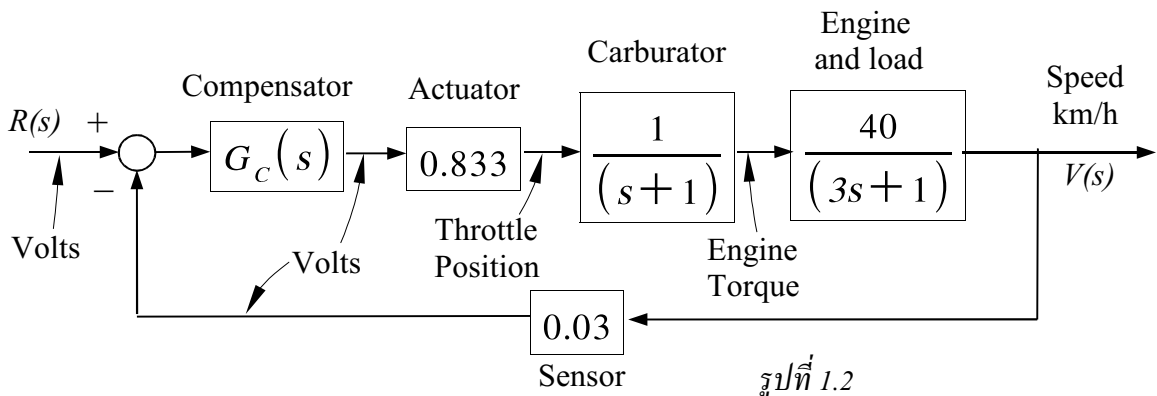 Engine
and load
Carburator
Speed
km/h
Compensator
Actuator
R(s)
+
−
G_C(s)
0.833
1
(s+1)
40
(3s+1)
V(s)
Volts
Volts
Throttle
Position
Engine
Torque
0.03
Sensor
รูปที่ 1.2